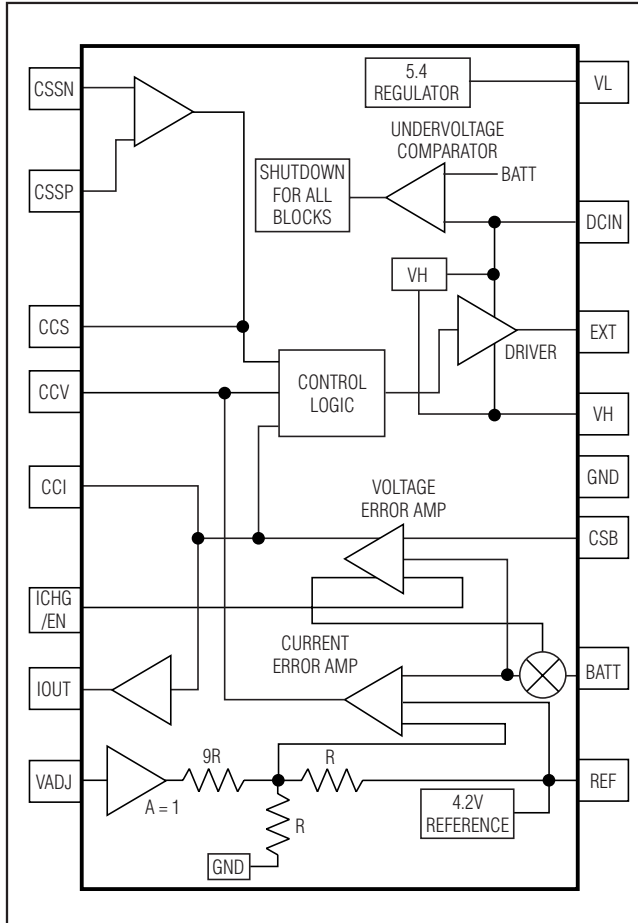 CSSN
CSSP
CCS
CCV
CCI
ICHG
/EN
IOUT
VADJ
5.4
REGULATOR
VL
UNDERVOLTAGE
COMPARATOR
SHUTDOWN
FOR ALL
BLOCKS
BATT
DCIN
VH
DRIVER
EXT
CONTROL
LOGIC
VH
GND
VOLTAGE
ERROR AMP
CSB
CURRENT
ERROR AMP
BATT
9R
R
A = 1
R
GND
4.2V
REFERENCE
REF